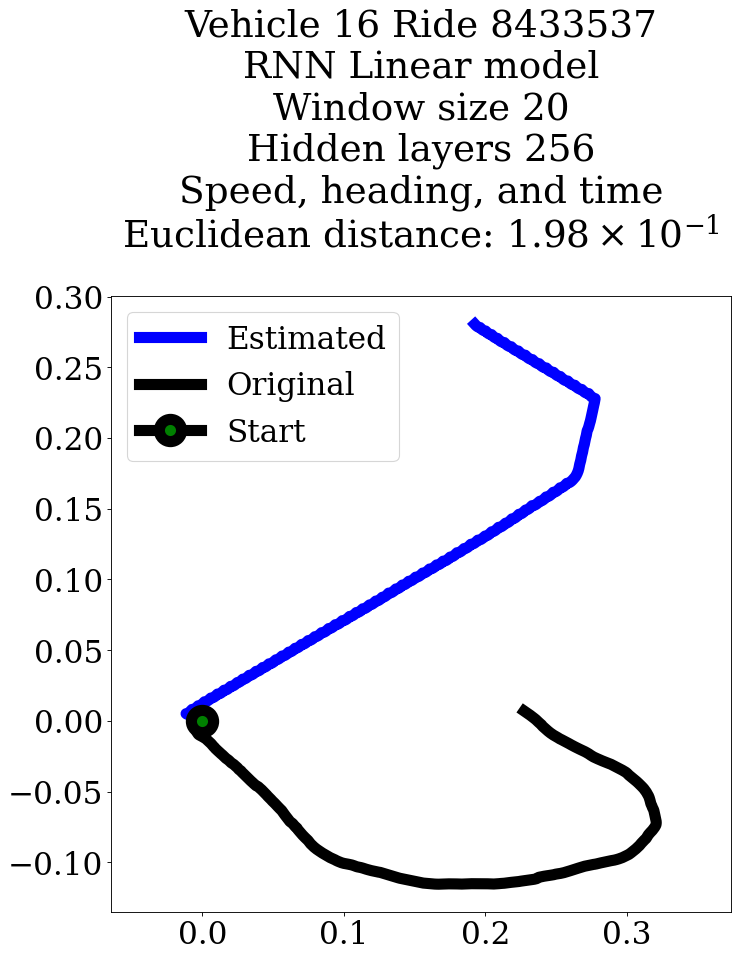 Vehicle 16 Ride 8433537
RNN Linear model
Window size 20
Hidden layers 256
Speed, heading, and time
Euclidean distance: 1.98 × 10⁻¹
0.30
0.25
0.20
0.15
0.10
0.05
0.00
−0.05
−0.10
Estimated
Original
Start
0.0 0.1 0.2 0.3